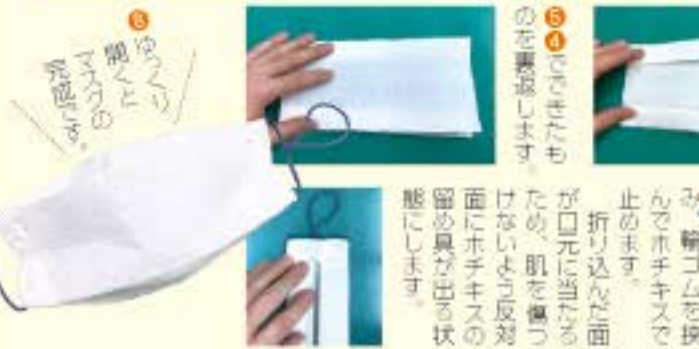 み、輪ゴムを挟
んでホチキスで
止めます。
折り込んだ面
が口元に当たる
ため、肌を傷つ
けないよう反対
面にホチキスの
留め具が出る状
態にします。
❺❹でできたも
のを裏返します。
❽ゆっくり
開くと
マスクの
完成です。